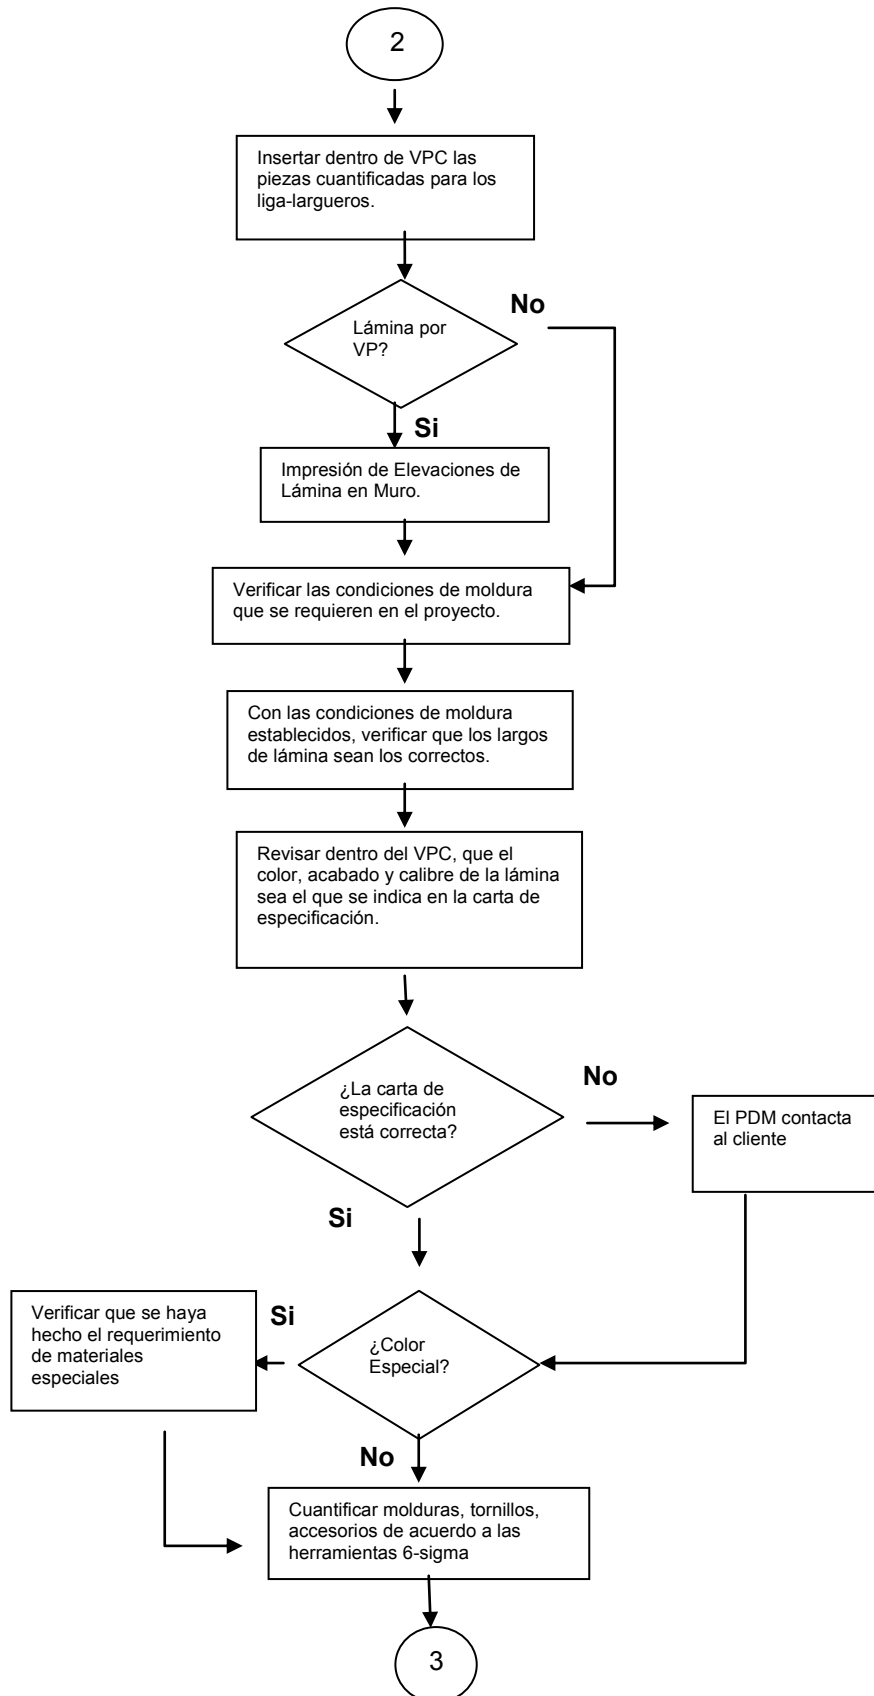 2
Insertar dentro de VPC las
piezas cuantificadas para los
liga-largueros.
No
Lámina por
VP?
Si
Impresión de Elevaciones de
Lámina en Muro.
Verificar las condiciones de moldura
que se requieren en el proyecto.
Con las condiciones de moldura
establecidos, verificar que los largos
de lámina sean los correctos.
Revisar dentro del VPC, que el
color, acabado y calibre de la lámina
sea el que se indica en la carta de
especificación.
¿La carta de
especificación
está correcta?
No
El PDM contacta
al cliente
Si
Verificar que se haya
hecho el requerimiento
de materiales
especiales
Si
¿Color
Especial?
No
Cuantificar molduras, tornillos,
accesorios de acuerdo a las
herramientas 6-sigma
3